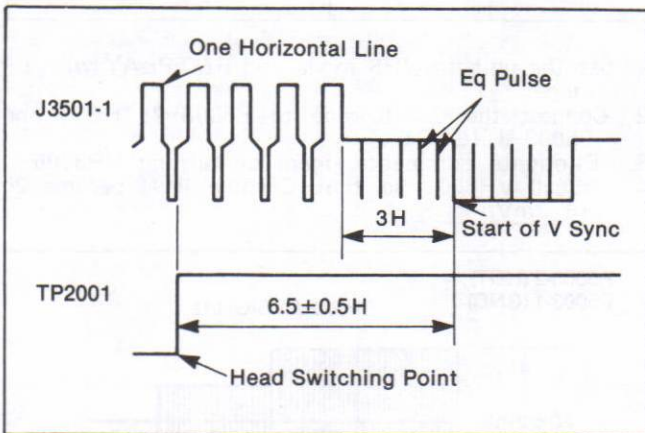 One Horizontal Line
J3501-1
Eq Pulse
3H
Start of V Sync
TP2001
6.5±0.5H
Head Switching Point